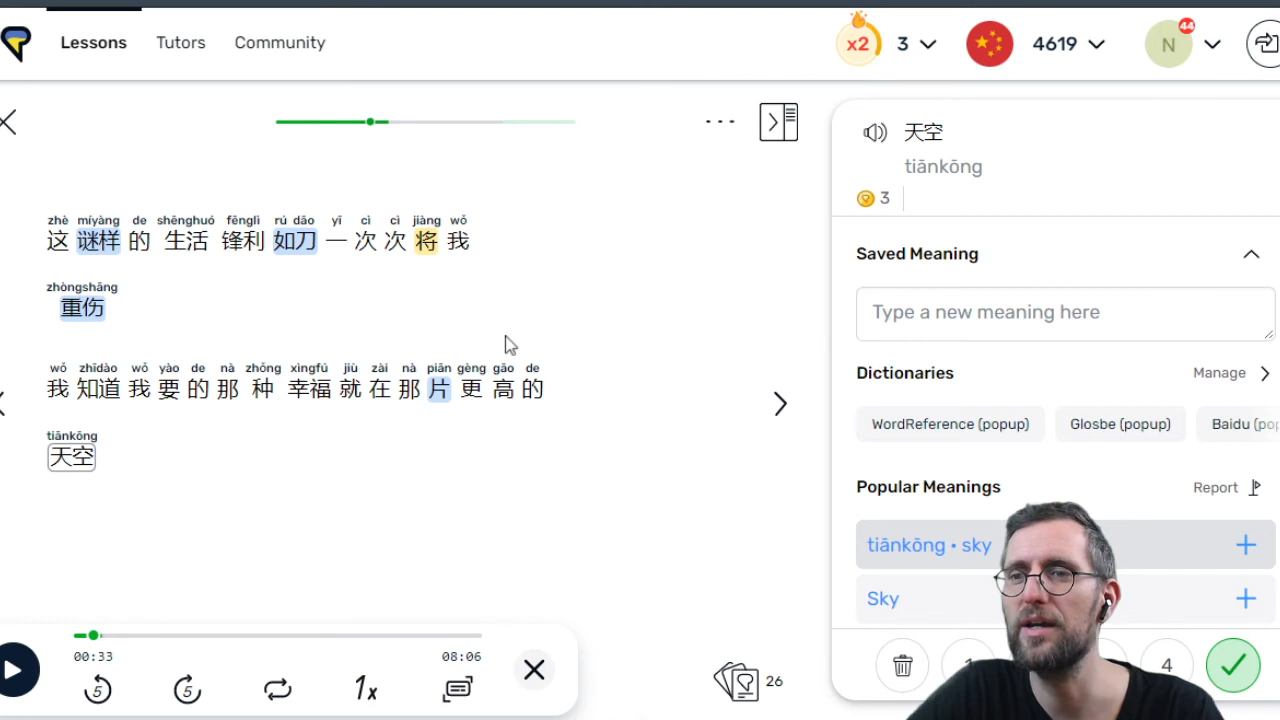 Lessons Tutors Community x2 3 4619 N 44
zhè míyàng de shēnghuó fēnglì rú dāo yī cì cì jiàng wǒ
这 谜样 的 生活 锋利 如刀 一 次 次 将 我
zhòngshāng
重伤
wǒ zhīdào wǒ yào de nà zhǒng xìngfú jiù zài nà piān gèng gāo de
我 知道 我 要 的 那 种 幸福 就 在 那 片 更 高 的
tiānkōng
天空
00:33 08:06
5 5 1x
26
天空
tiānkōng
3
Saved Meaning
Type a new meaning here
Dictionaries Manage
WordReference (popup) Glosbe (popup) Baidu (pop
Popular Meanings Report
tiānkōng • sky
Sky
4